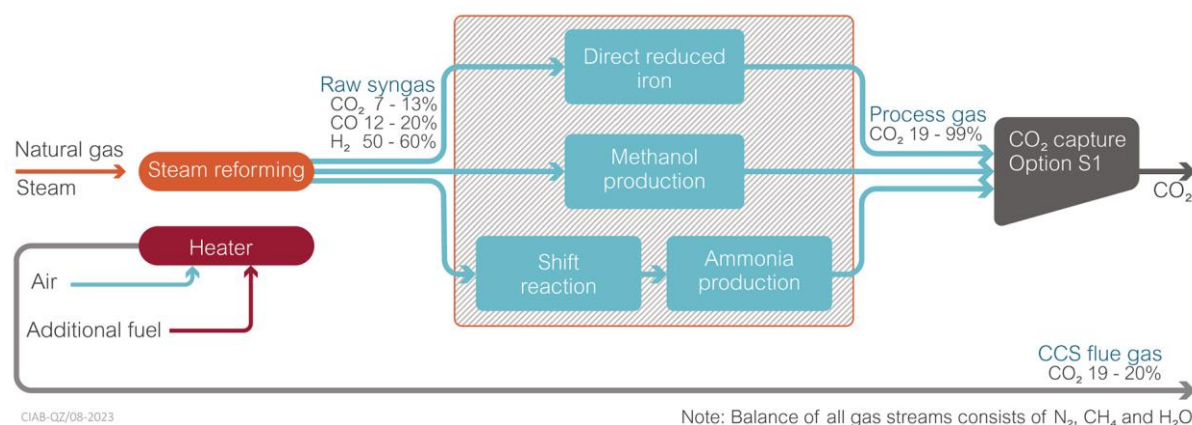 Natural gas
Steam
Steam reforming
Raw syngas
CO₂ 7 - 13%
CO 12 - 20%
H₂ 50 - 60%
Direct reduced
iron
Methanol
production
Shift
reaction
Ammonia
production
Process gas
CO₂ 19 - 99%
CO₂ capture
Option S1
CO₂
Heater
Air
Additional fuel
CCS flue gas
CO₂ 19 - 20%
CIAB-QZ/08-2023
Note: Balance of all gas streams consists of N₂, CH₄ and H₂O